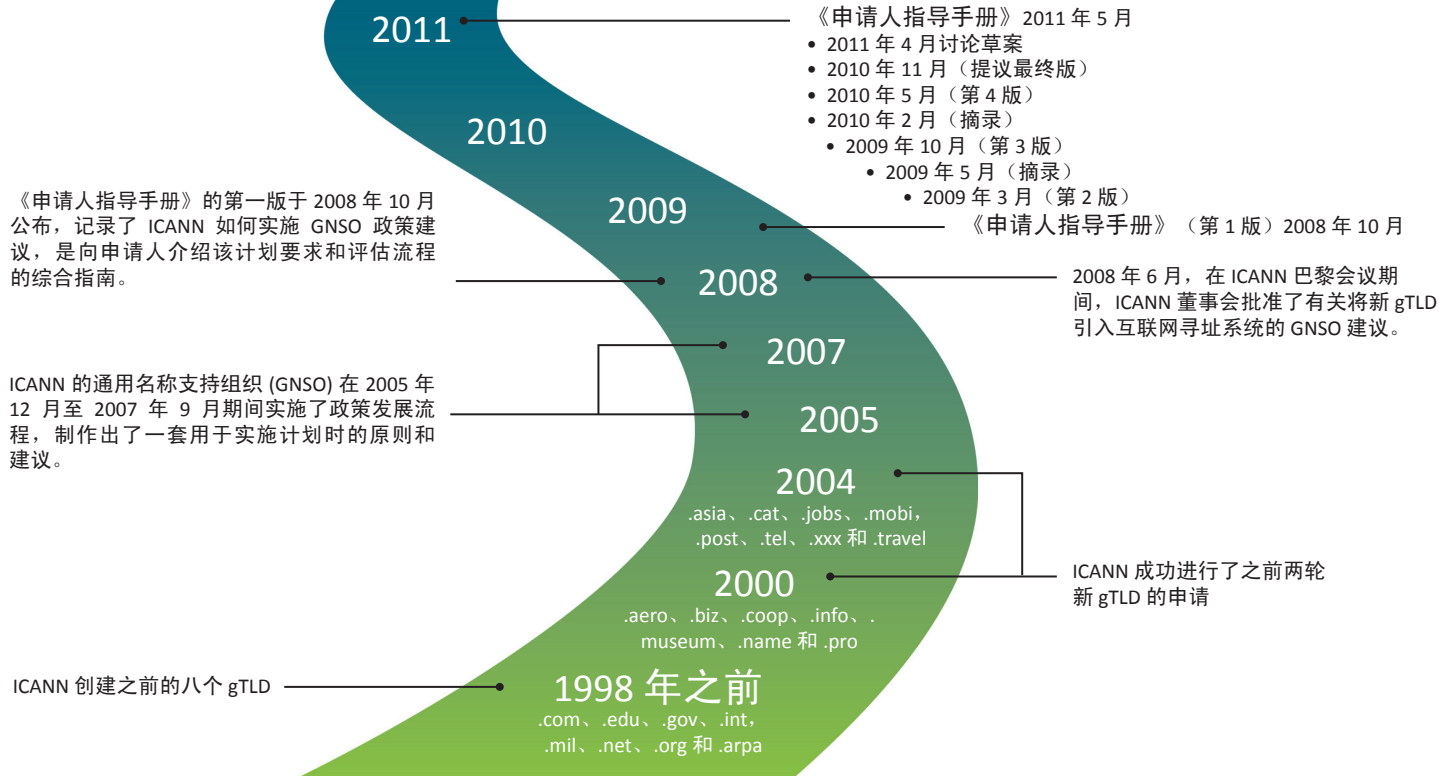 2011
《申请人指导手册》2011 年 5 月
• 2011 年 4 月讨论草案
• 2010 年 11 月（提议最终版）
• 2010 年 5 月（第 4 版）
• 2010 年 2 月（摘录）
• 2009 年 10 月（第 3 版）
• 2009 年 5 月（摘录）
• 2009 年 3 月（第 2 版）
《申请人指导手册》（第 1 版）2008 年 10 月
2010
2009
《申请人指导手册》的第一版于 2008 年 10 月
公布，记录了 ICANN 如何实施 GNSO 政策建
议，是向申请人介绍该计划要求和评估流程
的综合指南。
2008
2008 年 6 月，在 ICANN 巴黎会议期
间，ICANN 董事会批准了有关将新 gTLD
引入互联网寻址系统的 GNSO 建议。
2007
ICANN 的通用名称支持组织 (GNSO) 在 2005 年
12 月至 2007 年 9 月期间实施了政策发展流
程，制作出了一套用于实施计划时的原则和
建议。
2005
2004
.asia、.cat、.jobs、.mobi，
.post、.tel、.xxx 和 .travel
2000
.aero、.biz、.coop、.info、.
museum、.name 和 .pro
ICANN 成功进行了之前两轮
新 gTLD 的申请
ICANN 创建之前的八个 gTLD
1998 年之前
.com、.edu、.gov、.int，
.mil、.net、.org 和 .arpa